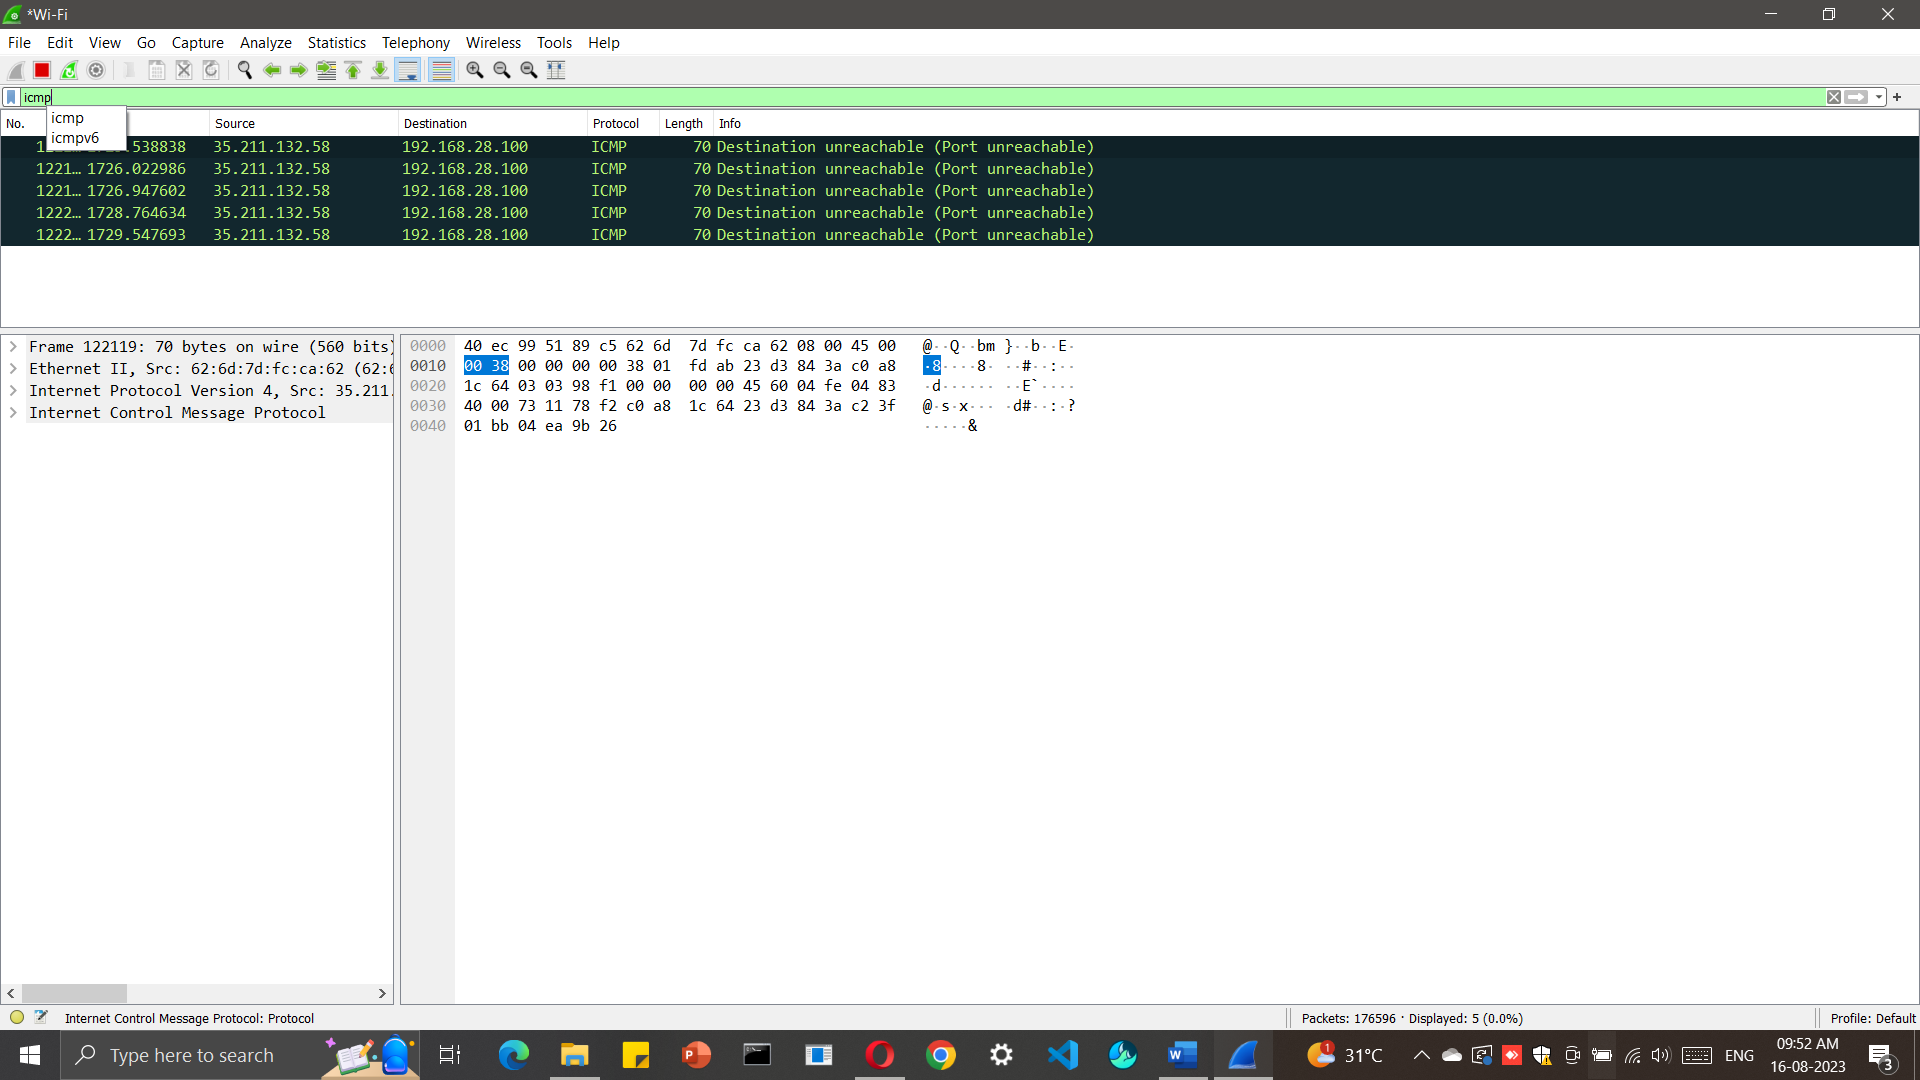 *Wi-Fi
File Edit View Go Capture Analyze Statistics Telephony Wireless Tools Help
icmp
icmp
icmpv6
No. Source Destination Protocol Length Info
.538838 35.211.132.58 192.168.28.100 ICMP 70 Destination unreachable (Port unreachable)
1221… 1726.022986 35.211.132.58 192.168.28.100 ICMP 70 Destination unreachable (Port unreachable)
1221… 1726.947602 35.211.132.58 192.168.28.100 ICMP 70 Destination unreachable (Port unreachable)
1222… 1728.764634 35.211.132.58 192.168.28.100 ICMP 70 Destination unreachable (Port unreachable)
1222… 1729.547693 35.211.132.58 192.168.28.100 ICMP 70 Destination unreachable (Port unreachable)
Frame 122119: 70 bytes on wire (560 bits)
Ethernet II, Src: 62:6d:7d:fc:ca:62 (62:6
Internet Protocol Version 4, Src: 35.211.
Internet Control Message Protocol
0000 40 ec 99 51 89 c5 62 6d 7d fc ca 62 08 00 45 00 @··Q··bm }··b··E·
0010 00 38 00 00 00 00 38 01 fd ab 23 d3 84 3a c0 a8 ·8····8· ··#··:··
0020 1c 64 03 03 98 f1 00 00 00 00 45 60 04 fe 04 83 ·d······ ··E`····
0030 40 00 73 11 78 f2 c0 a8 1c 64 23 d3 84 3a c2 3f @·s·x··· ·d#··:·?
0040 01 bb 04 ea 9b 26 ·····&
Internet Control Message Protocol: Protocol Packets: 176596 · Displayed: 5 (0.0%) Profile: Default
Type here to search 1 31°C ENG 09:52 AM
16-08-2023 3